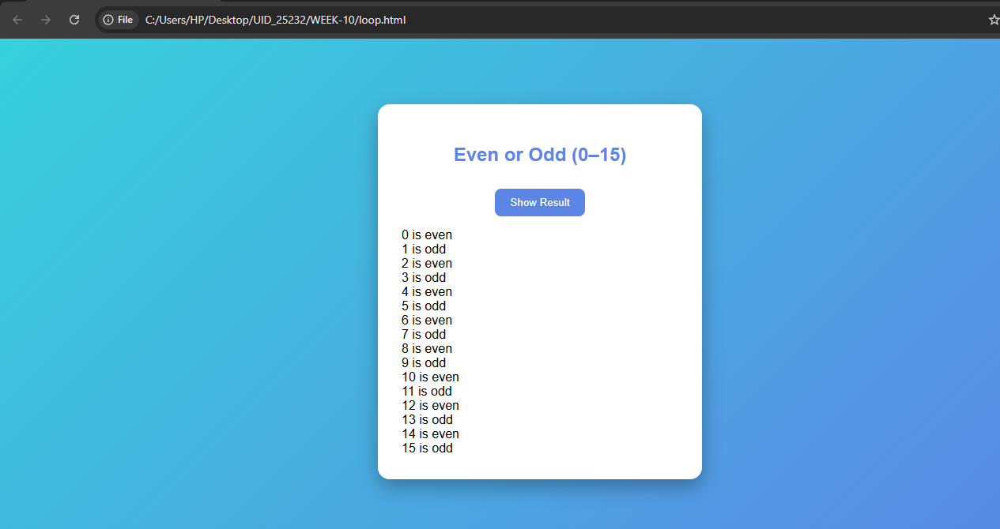 File C:/Users/HP/Desktop/UID_25232/WEEK-10/loop.html
Even or Odd (0–15)
Show Result
0 is even
1 is odd
2 is even
3 is odd
4 is even
5 is odd
6 is even
7 is odd
8 is even
9 is odd
10 is even
11 is odd
12 is even
13 is odd
14 is even
15 is odd